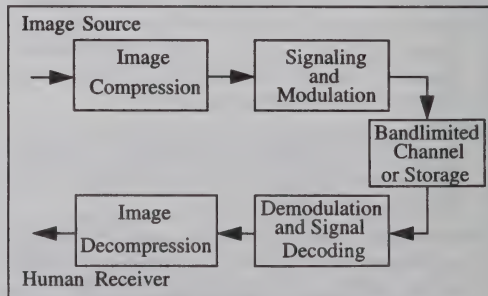 Image Source
Image
Compression
Signaling
and
Modulation
Bandlimited
Channel
or Storage
Demodulation
and Signal
Decoding
Image
Decompression
Human Receiver